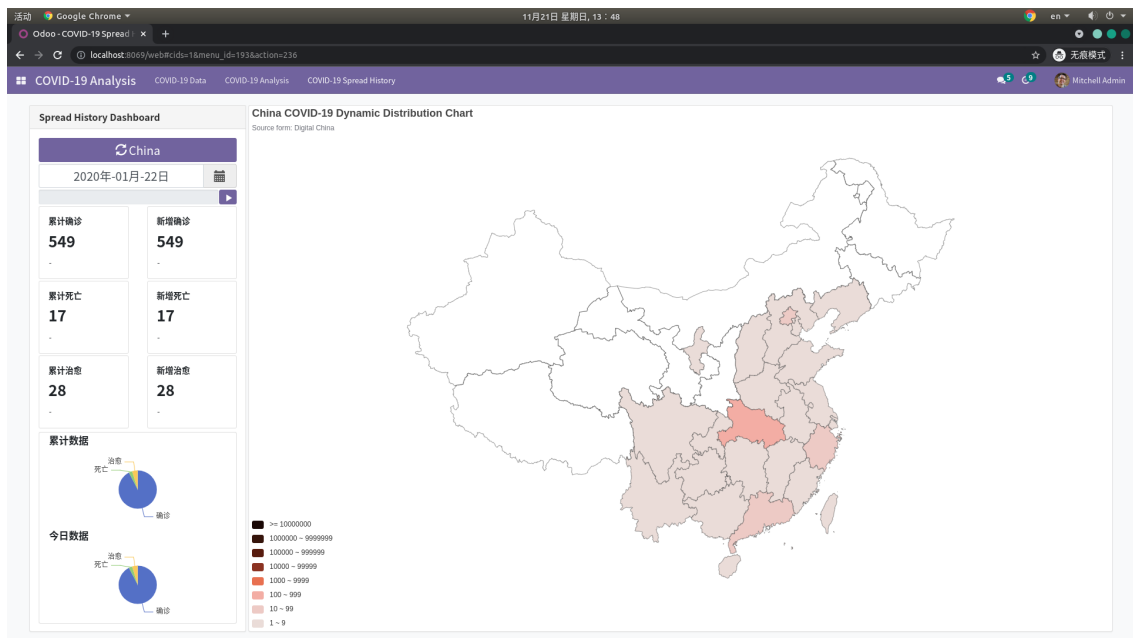 活动 Google Chrome 11月21日 星期日, 13：48 en
Odoo - COVID-19 Spread
localhost:8069/web#cids=1&menu_id=193&action=236 无痕模式
COVID-19 Analysis COVID-19 Data COVID-19 Analysis COVID-19 Spread History 5 9 Mitchell Admin
Spread History Dashboard
China
2020年-01月-22日
累计确诊 新增确诊
549 549
- -
累计死亡 新增死亡
17 17
- -
累计治愈 新增治愈
28 28
- -
累计数据
治愈
死亡
确诊
今日数据
治愈
死亡
确诊
China COVID-19 Dynamic Distribution Chart
Source form: Digital China
>= 10000000
1000000 ~ 9999999
100000 ~ 999999
10000 ~ 99999
1000 ~ 9999
100 ~ 999
10 ~ 99
1 ~ 9